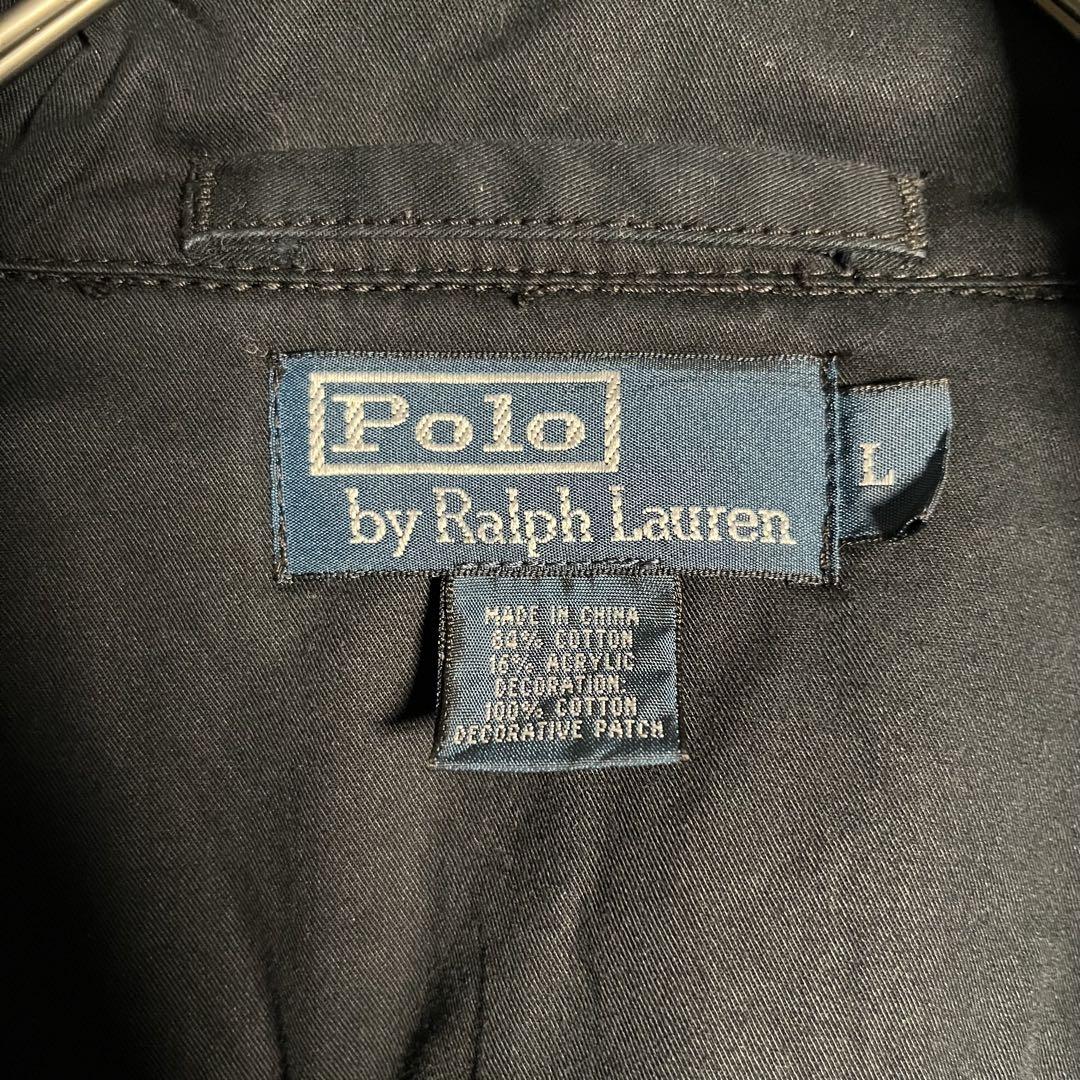 Polo
by Ralph Lauren
L
MADE IN CHINA
84% COTTON
16% ACRYLIC
DECORATION
100% COTTON
DECORATIVE PATCH